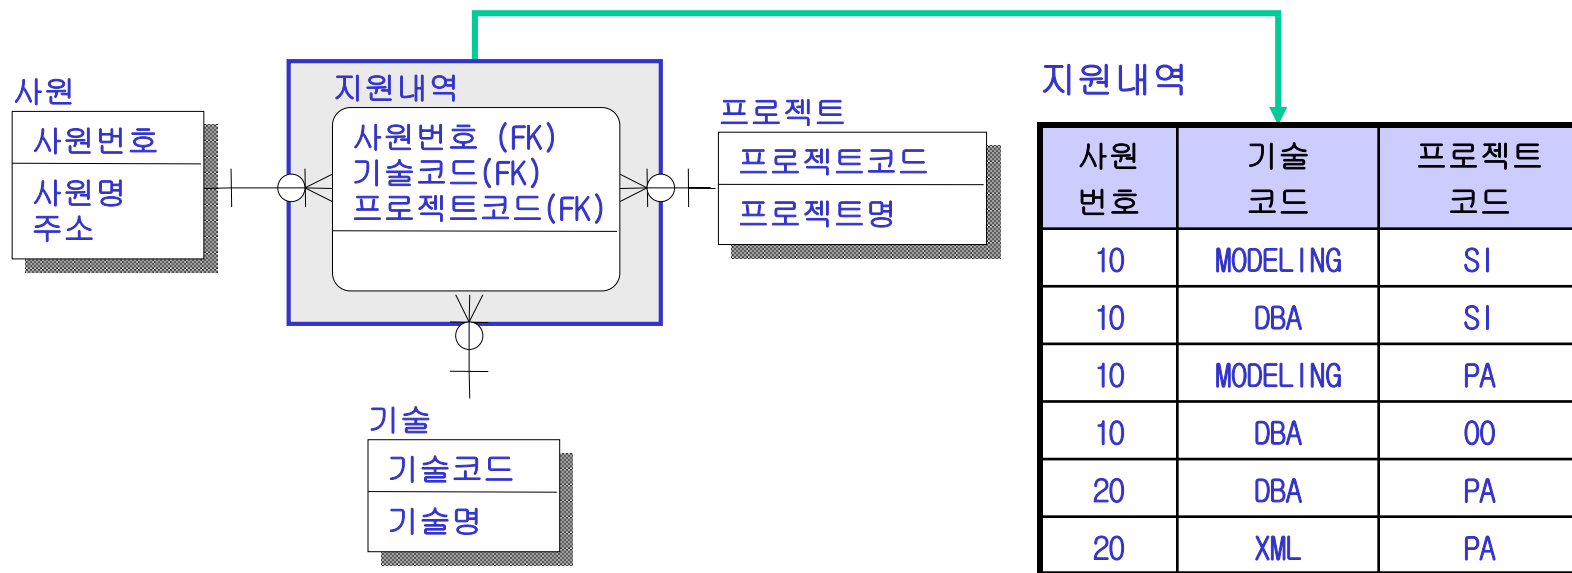 사원
사원번호
사원명
주소
지원내역
사원번호 (FK)
기술코드(FK)
프로젝트코드(FK)
프로젝트
프로젝트코드
프로젝트명
기술
기술코드
기술명
지원내역
사원 번호 기술 코드 프로젝트 코드
10 MODELING SI
10 DBA SI
10 MODELING PA
10 DBA OO
20 DBA PA
20 XML PA